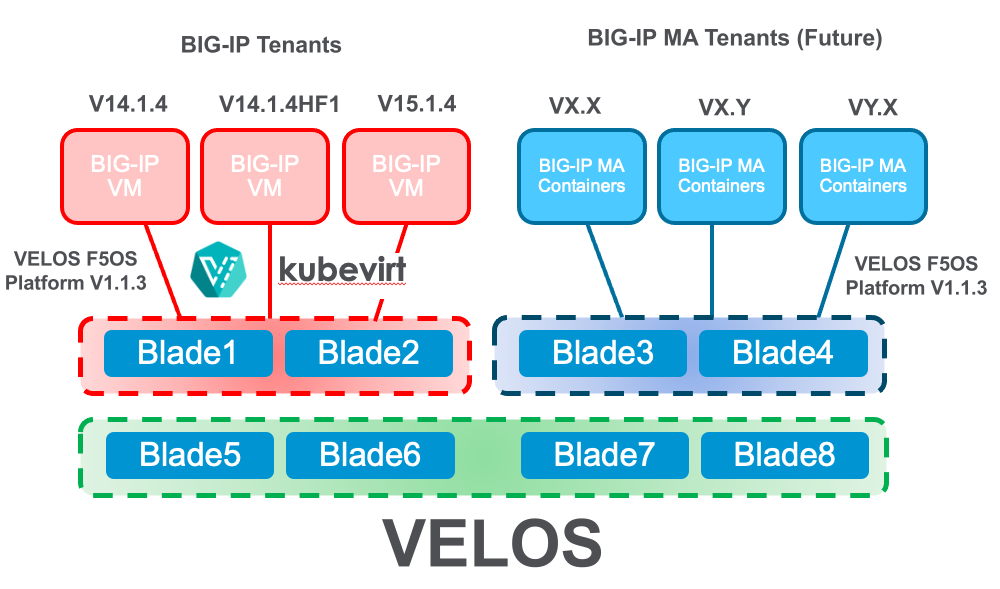 BIG-IP Tenants
BIG-IP MA Tenants (Future)
V14.1.4
V14.1.4HF1
V15.1.4
VX.X
VX.Y
VY.X
BIG-IP
VM
BIG-IP
VM
BIG-IP
VM
BIG-IP MA
Containers
BIG-IP MA
Containers
BIG-IP MA
Containers
VELOS F5OS
Platform V1.1.3
kubevirt
VELOS F5OS
Platform V1.1.3
Blade1
Blade2
Blade3
Blade4
Blade5
Blade6
Blade7
Blade8
VELOS